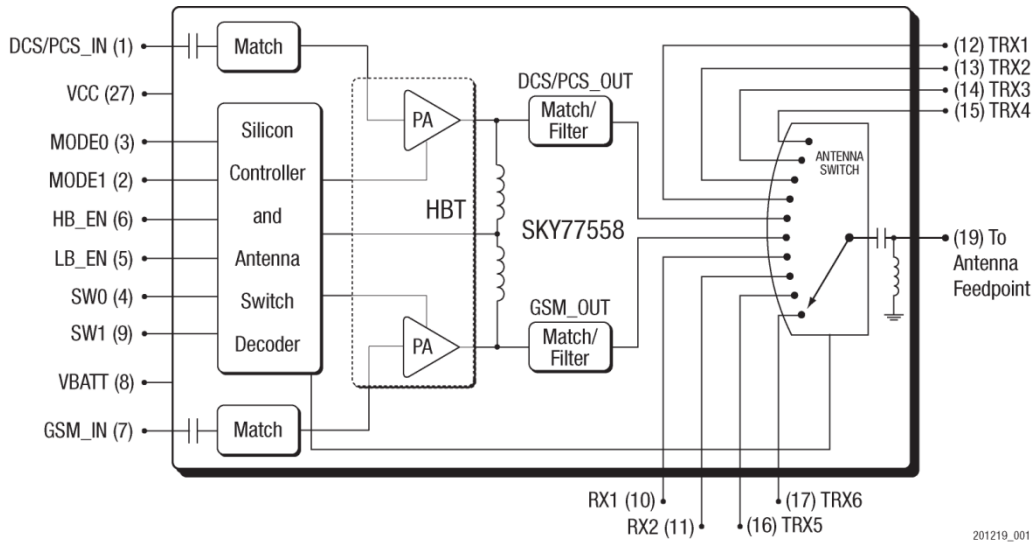 DCS/PCS_IN (1)
VCC (27)
MODE0 (3)
MODE1 (2)
HB_EN (6)
LB_EN (5)
SW0 (4)
SW1 (9)
VBATT (8)
GSM_IN (7)
Match
Silicon
Controller
and
Antenna
Switch
Decoder
Match
PA
HBT
PA
DCS/PCS_OUT
Match/
Filter
SKY77558
GSM_OUT
Match/
Filter
ANTENNA
SWITCH
(12) TRX1
(13) TRX2
(14) TRX3
(15) TRX4
(19) To
Antenna
Feedpoint
RX1 (10)
RX2 (11)
(17) TRX6
(16) TRX5
201219_001